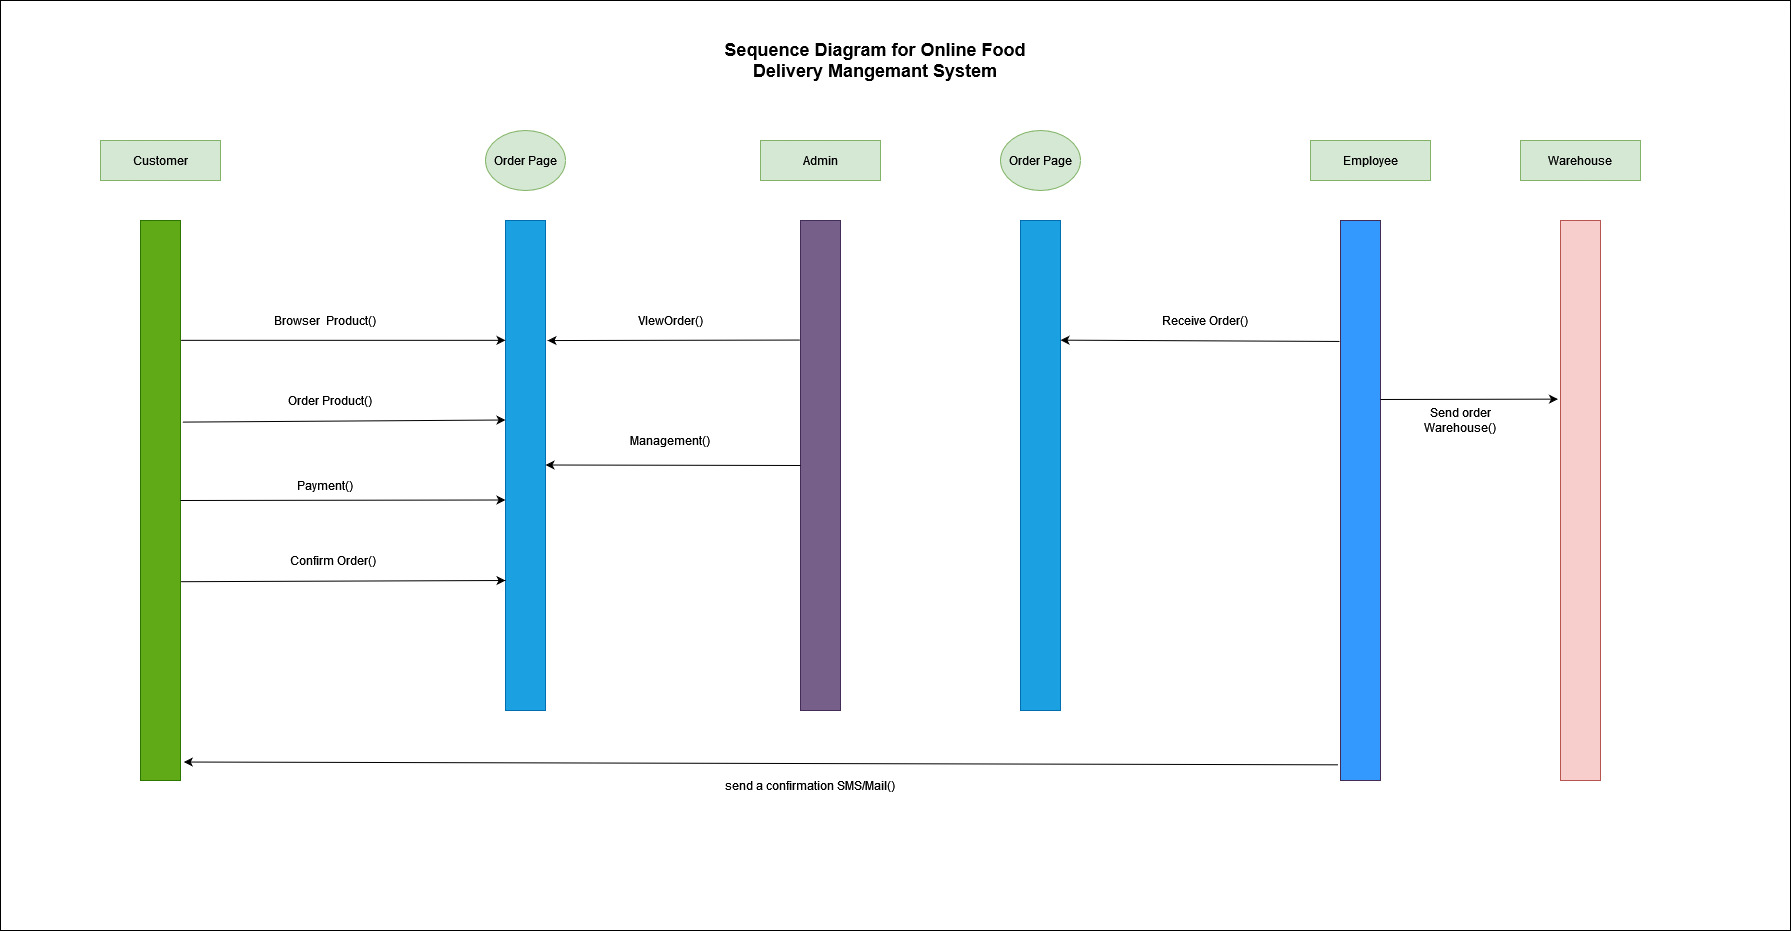 Sequence Diagram for Online Food
Delivery Mangemant System
Customer
Order Page
Admin
Order Page
Employee
Warehouse
Browser  Product()
VIewOrder()
Receive Order()
Order Product()
Send order
Warehouse()
Management()
Payment()
Confirm Order()
send a confirmation SMS/Mail()